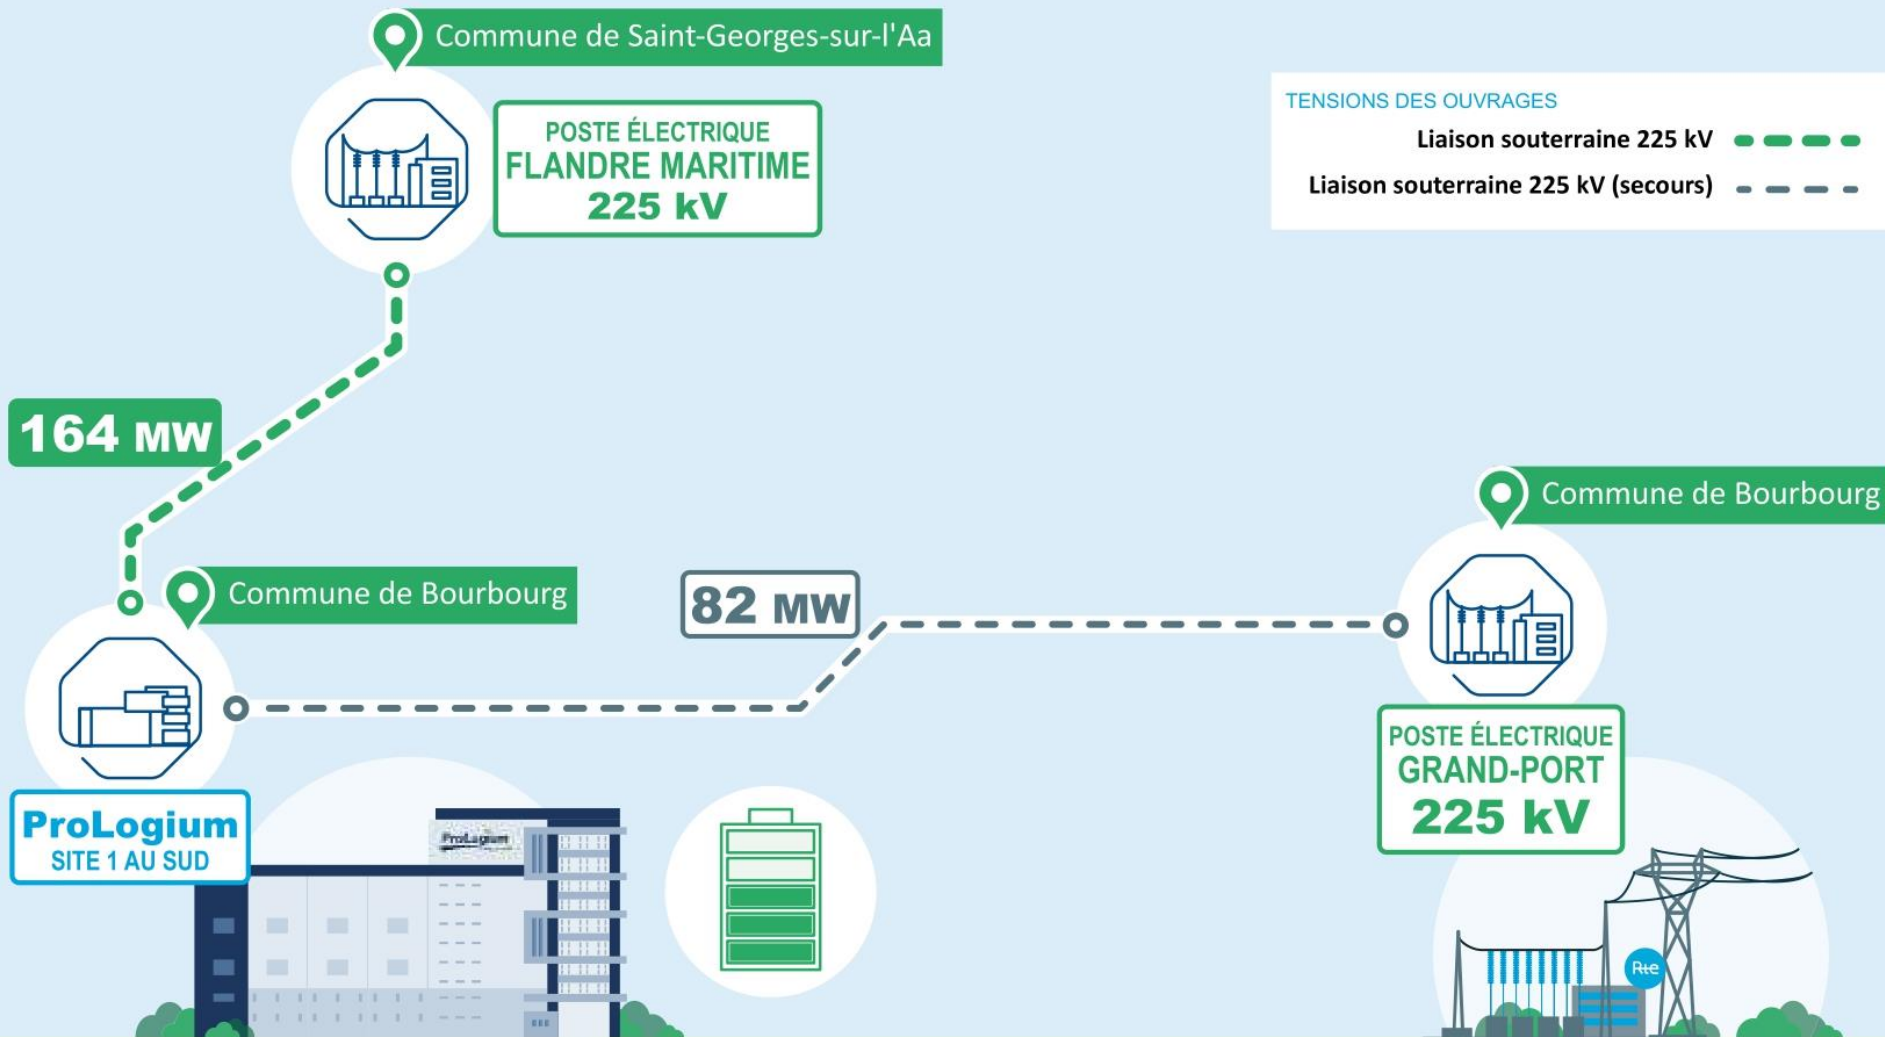 Commune de Saint-Georges-sur-l'Aa
POSTE ÉLECTRIQUE
FLANDRE MARITIME
225 kV
TENSIONS DES OUVRAGES
Liaison souterraine 225 kV
Liaison souterraine 225 kV (secours)
164 MW
Commune de Bourbourg
82 MW
Commune de Bourbourg
POSTE ÉLECTRIQUE
GRAND-PORT
225 kV
ProLogium
SITE 1 AU SUD
ProLogium
Rte